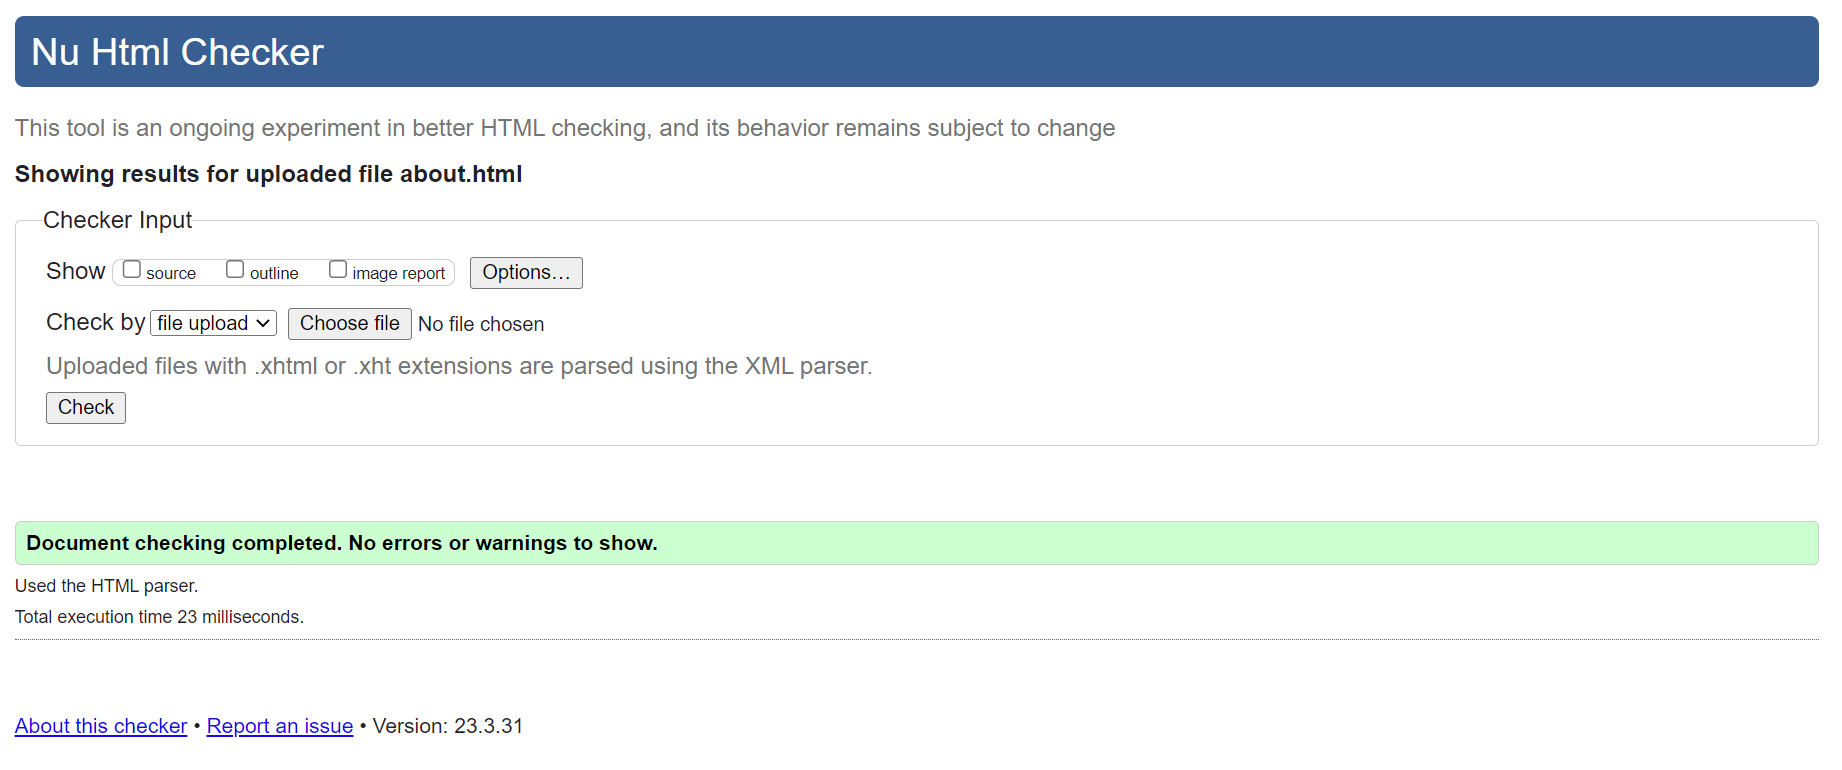 Nu Html Checker
This tool is an ongoing experiment in better HTML checking, and its behavior remains subject to change
Showing results for uploaded file about.html
Checker Input
Show source outline image report Options…
Check by file upload Choose file No file chosen
Uploaded files with .xhtml or .xht extensions are parsed using the XML parser.
Check
Document checking completed. No errors or warnings to show.
Used the HTML parser.
Total execution time 23 milliseconds.
About this checker • Report an issue • Version: 23.3.31